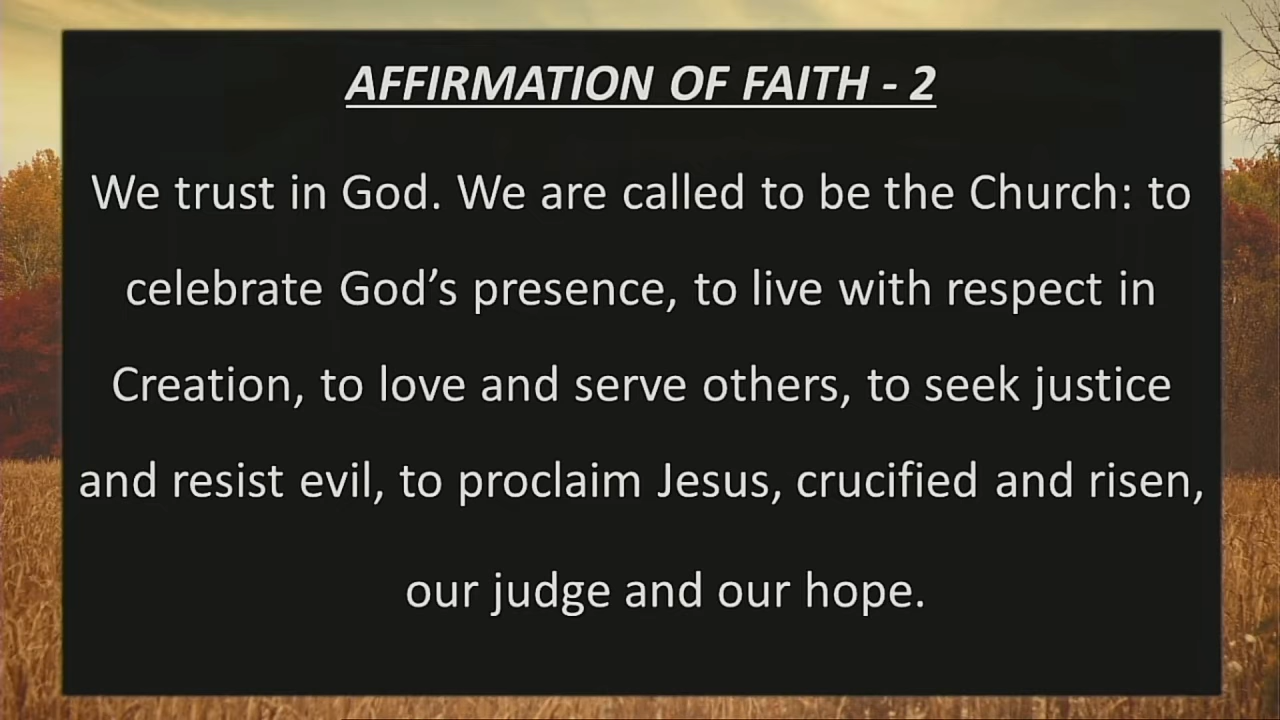 AFFIRMATION OF FAITH - 2
We trust in God. We are called to be the Church: to
celebrate God’s presence, to live with respect in
Creation, to love and serve others, to seek justice
and resist evil, to proclaim Jesus, crucified and risen,
our judge and our hope.